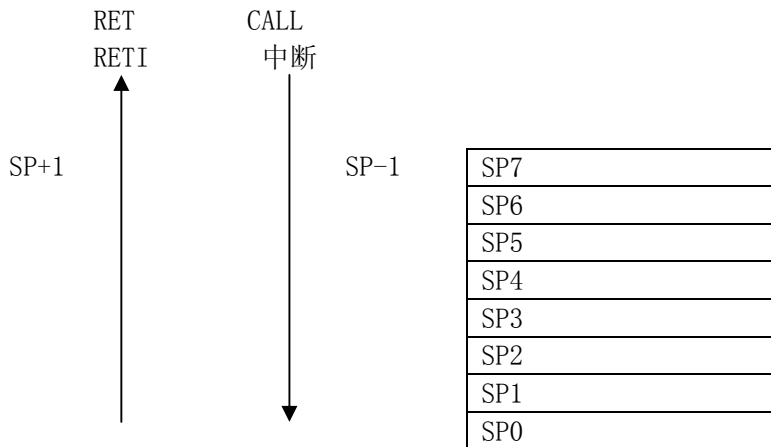 RET CALL
RETI 中断
SP+1 SP-1 SP7
SP6
SP5
SP4
SP3
SP2
SP1
SP0